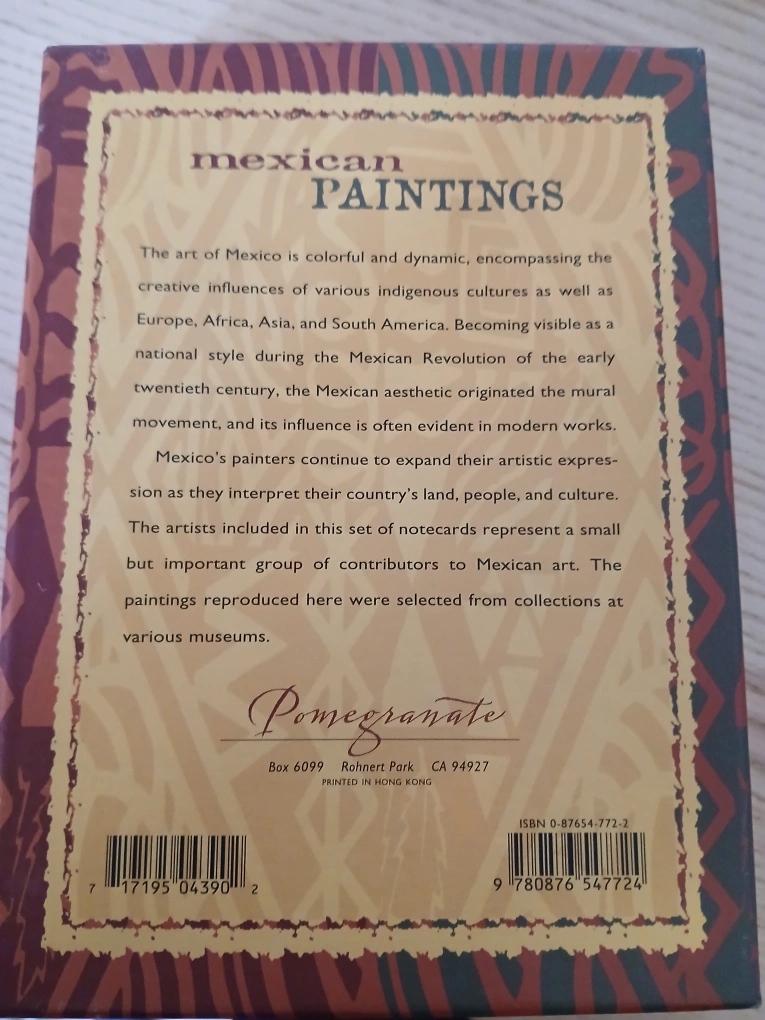 mexican
PAINTINGS
The art of Mexico is colorful and dynamic, encompassing the
creative influences of various indigenous cultures as well as
Europe, Africa, Asia, and South America. Becoming visible as a
national style during the Mexican Revolution of the early
twentieth century, the Mexican aesthetic originated the mural
movement, and its influence is often evident in modern works.
Mexico's painters continue to expand their artistic expres-
sion as they interpret their country's land, people, and culture.
The artists included in this set of notecards represent a small
but important group of contributors to Mexican art. The
paintings reproduced here were selected from collections at
various museums.
Pomegranate
Box 6099 Rohnert Park CA 94927
PRINTED IN HONG KONG
ISBN 0-87654-772-2
7 17195 04390 2
9 780876 547724